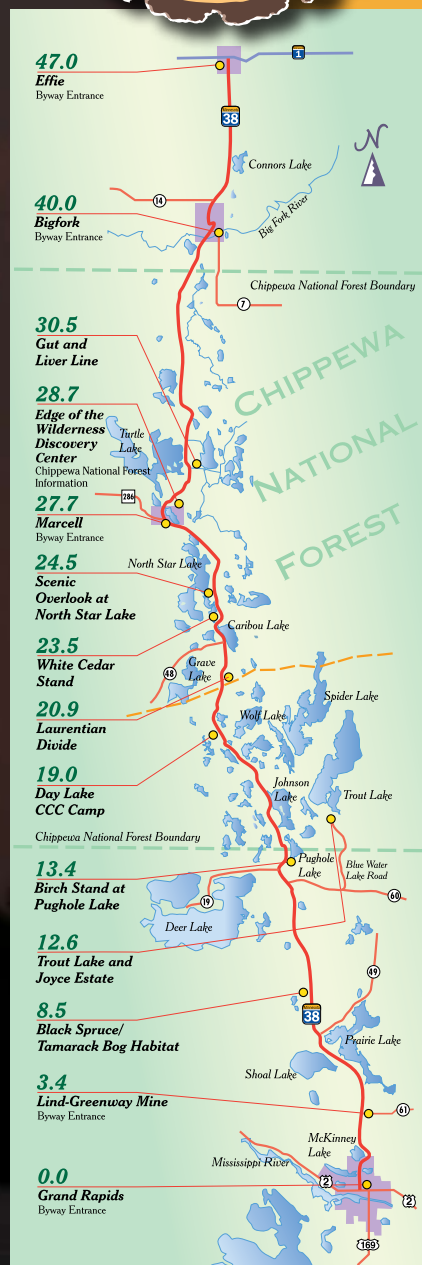 47.0
Effie
Byway Entrance
1
38
N
Connors Lake
14
40.0
Bigfork
Byway Entrance
Big Fork River
Chippewa National Forest Boundary
7
30.5
Gut and
Liver Line
CHIPPEWA
NATIONAL
FOREST
28.7
Edge of the
Wilderness
Discovery
Center
Chippewa National Forest
Information
Turtle
Lake
286
27.7
Marcell
Byway Entrance
24.5
Scenic
Overlook at
North Star Lake
North Star Lake
Caribou Lake
23.5
White Cedar
Stand
Grave
Lake
48
20.9
Laurentian
Divide
Spider Lake
Wolf Lake
19.0
Day Lake
CCC Camp
Johnson
Lake
Trout Lake
Chippewa National Forest Boundary
13.4
Birch Stand at
Pughole Lake
Pughole
Lake
Blue Water
Lake Road
60
19
Deer Lake
12.6
Trout Lake and
Joyce Estate
49
8.5
Black Spruce/
Tamarack Bog Habitat
38
Prairie Lake
Shoal Lake
3.4
Lind-Greenway Mine
Byway Entrance
61
McKinney
Lake
Mississippi River
0.0
Grand Rapids
Byway Entrance
2
2
169